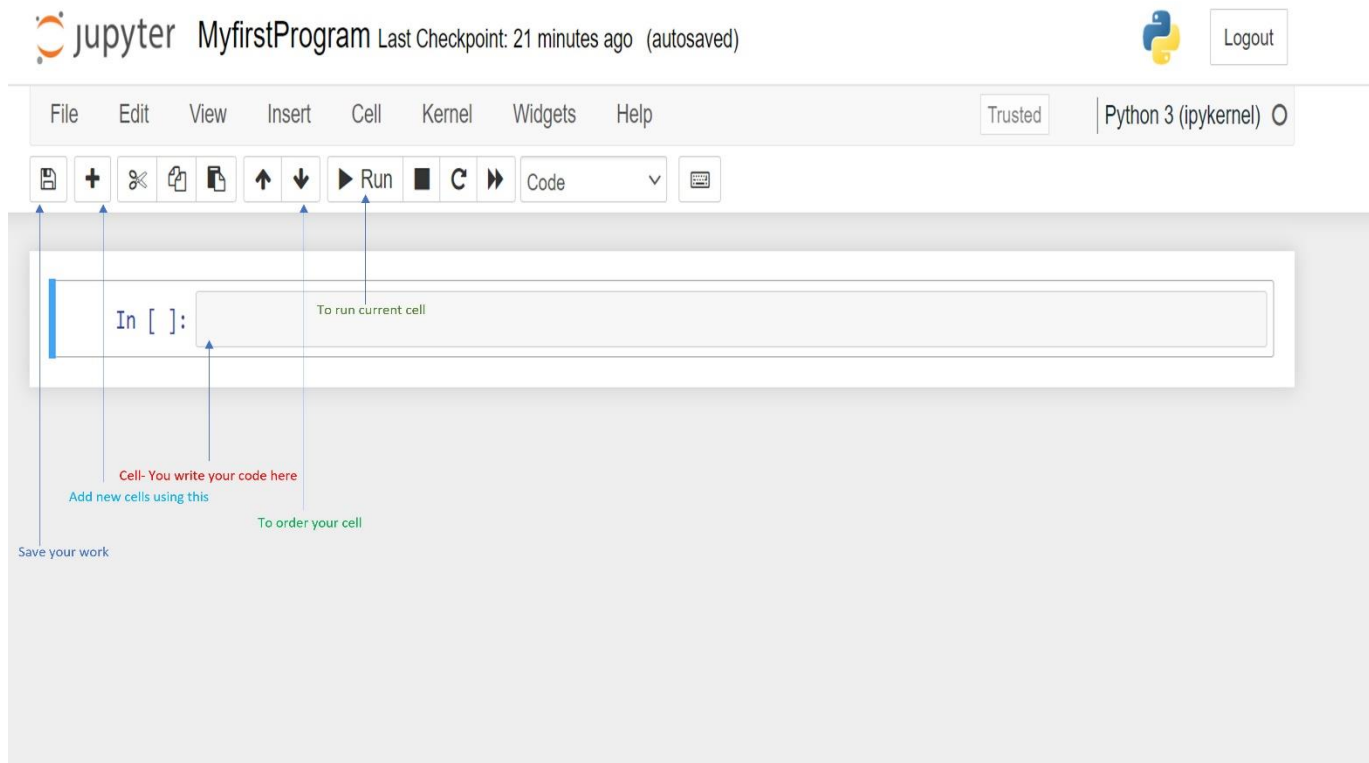 jupyter MyfirstProgram Last Checkpoint: 21 minutes ago (autosaved) Logout
File Edit View Insert Cell Kernel Widgets Help Trusted Python 3 (ipykernel)
Run Code
To run current cell
In [ ]:
Cell- You write your code here
Add new cells using this
To order your cell
Save your work